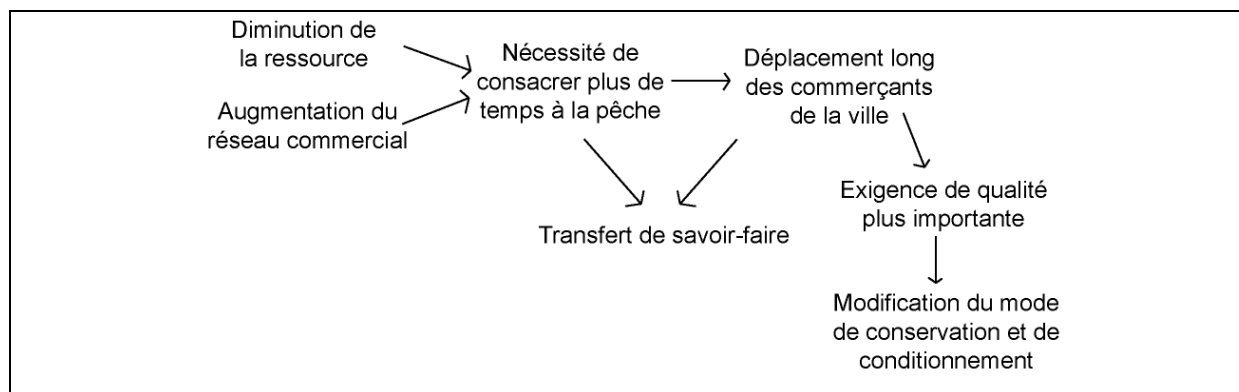 Diminution de
la ressource
Augmentation du
réseau commercial
Nécessité de
consacrer plus de
temps à la pêche
Déplacement long
des commerçants
de la ville
Transfert de savoir-faire
Exigence de qualité
plus importante
Modification du mode
de conservation et de
conditionnement